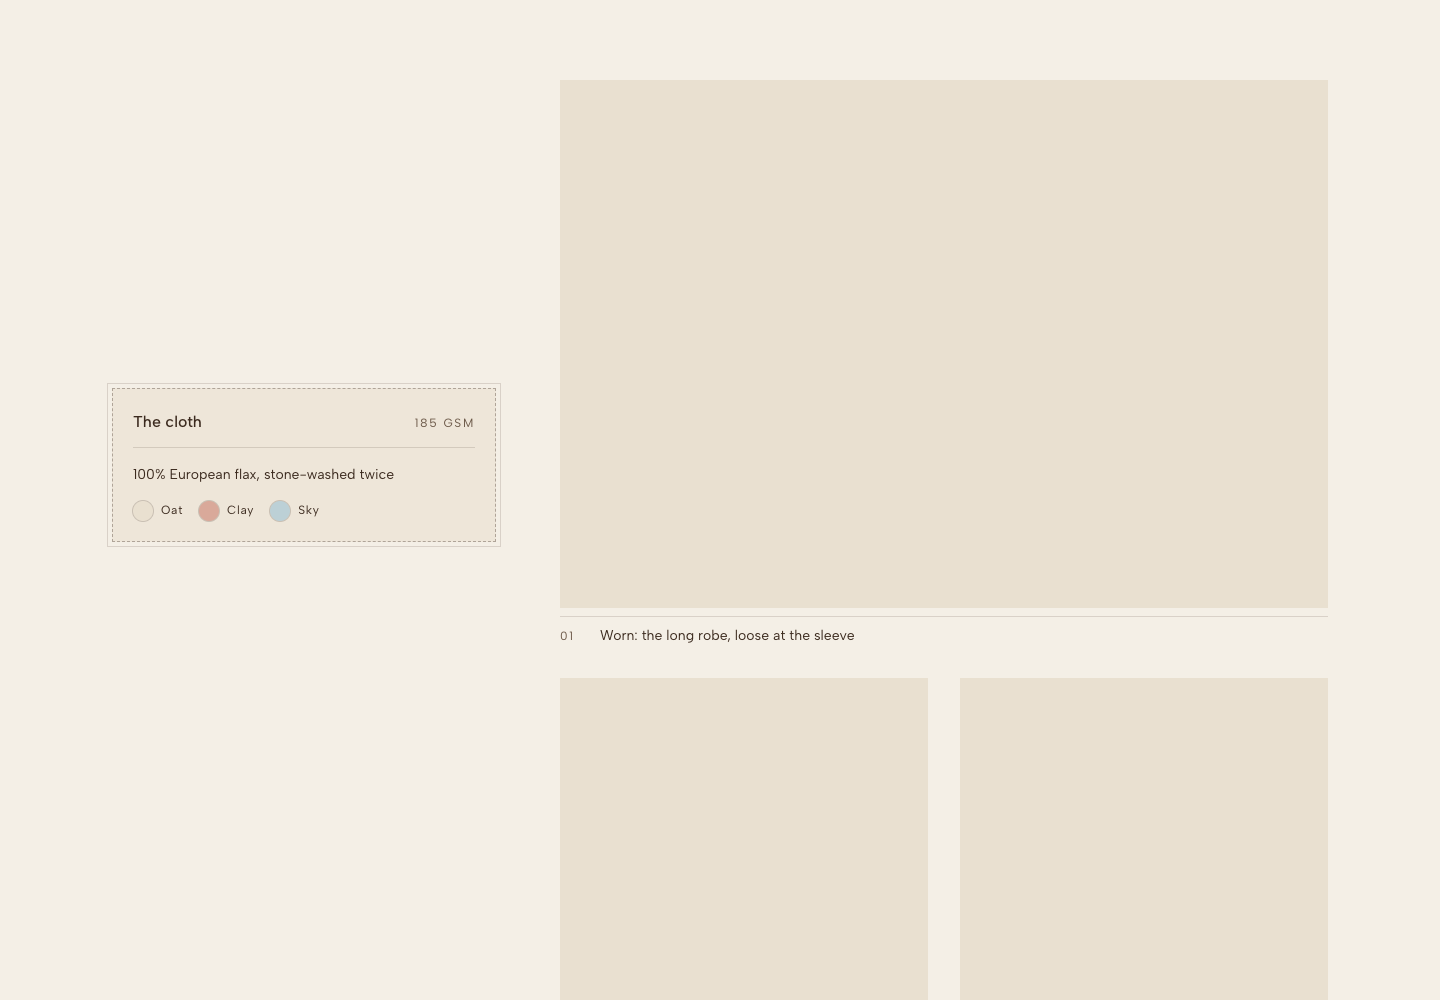 The cloth
185 GSM
100% European flax, stone-washed twice
Oat
Clay
Sky
01
Worn: the long robe, loose at the sleeve